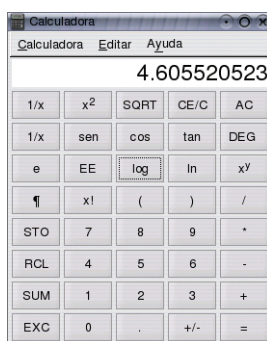 Calculadora
Calculadora Editar Ayuda
4.605520523
1/x x² SQRT CE/C AC
1/x sen cos tan DEG
e EE log ln x^y
¶ x! ( ) /
STO 7 8 9 *
RCL 4 5 6 -
SUM 1 2 3 +
EXC 0 . +/- =